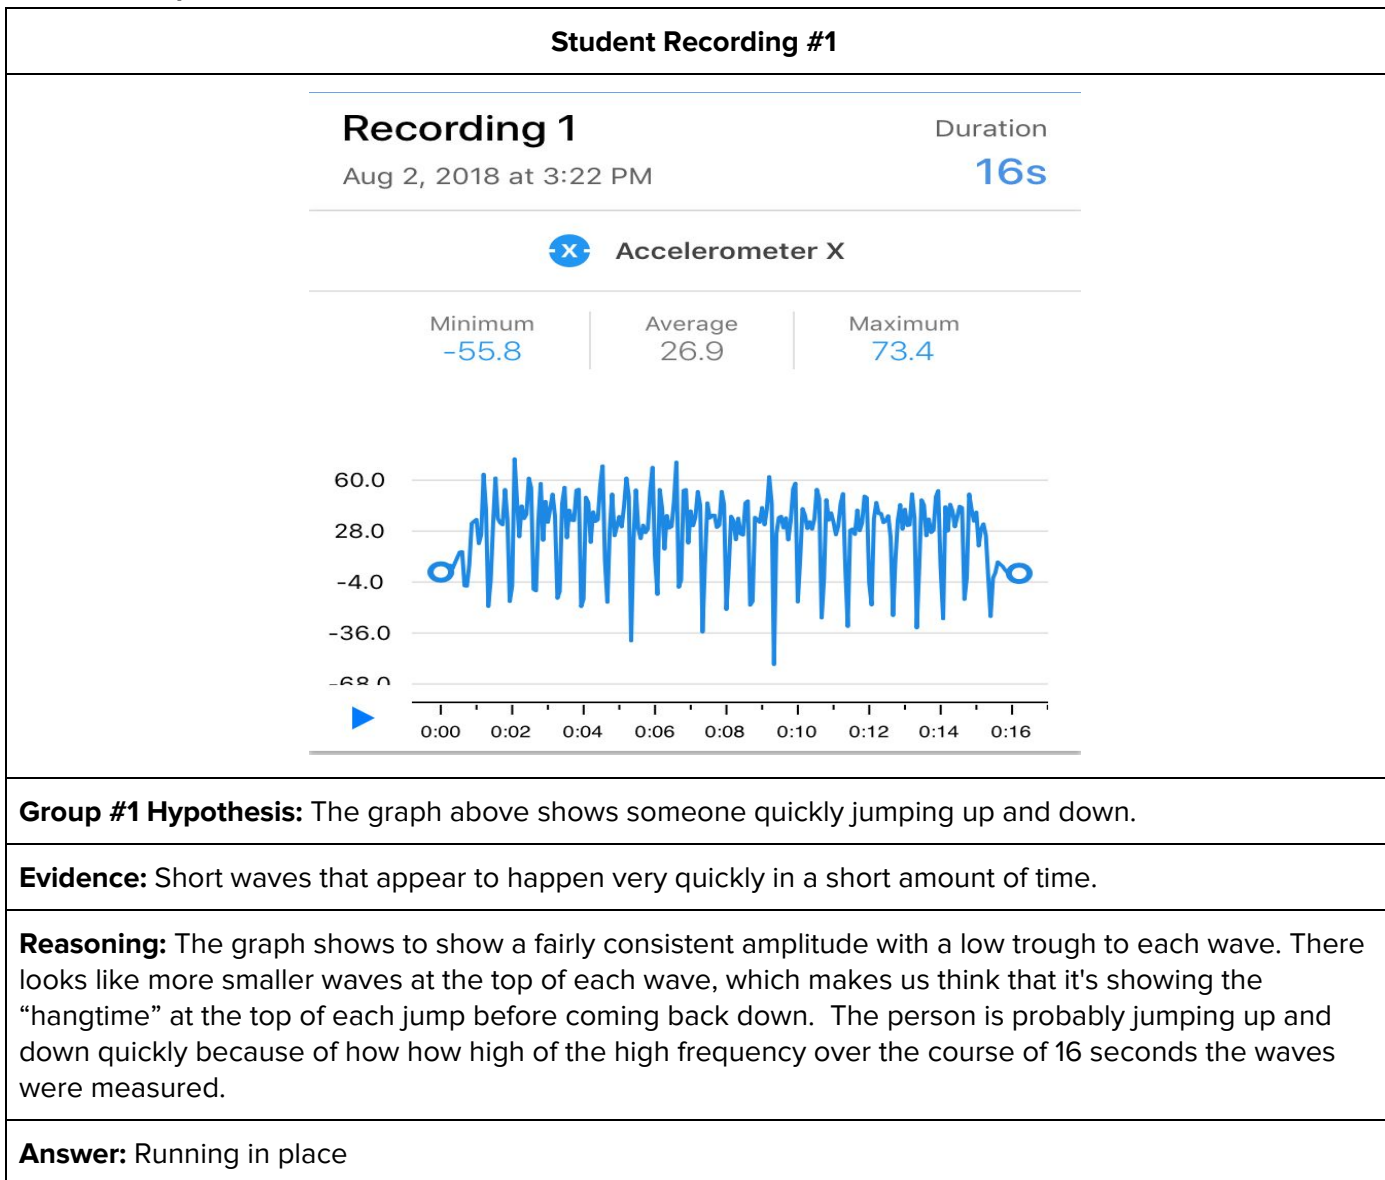 Student Recording #1
Recording 1
Duration
Aug 2, 2018 at 3:22 PM
16s
X
Accelerometer X
Minimum
Average
Maximum
-55.8
26.9
73.4
60.0
28.0
-4.0
-36.0
-68.0
0:00
0:02
0:04
0:06
0:08
0:10
0:12
0:14
0:16
Group #1 Hypothesis: The graph above shows someone quickly jumping up and down.
Evidence: Short waves that appear to happen very quickly in a short amount of time.
Reasoning: The graph shows to show a fairly consistent amplitude with a low trough to each wave. There
looks like more smaller waves at the top of each wave, which makes us think that it's showing the
“hangtime” at the top of each jump before coming back down.  The person is probably jumping up and
down quickly because of how how high of the high frequency over the course of 16 seconds the waves
were measured.
Answer: Running in place